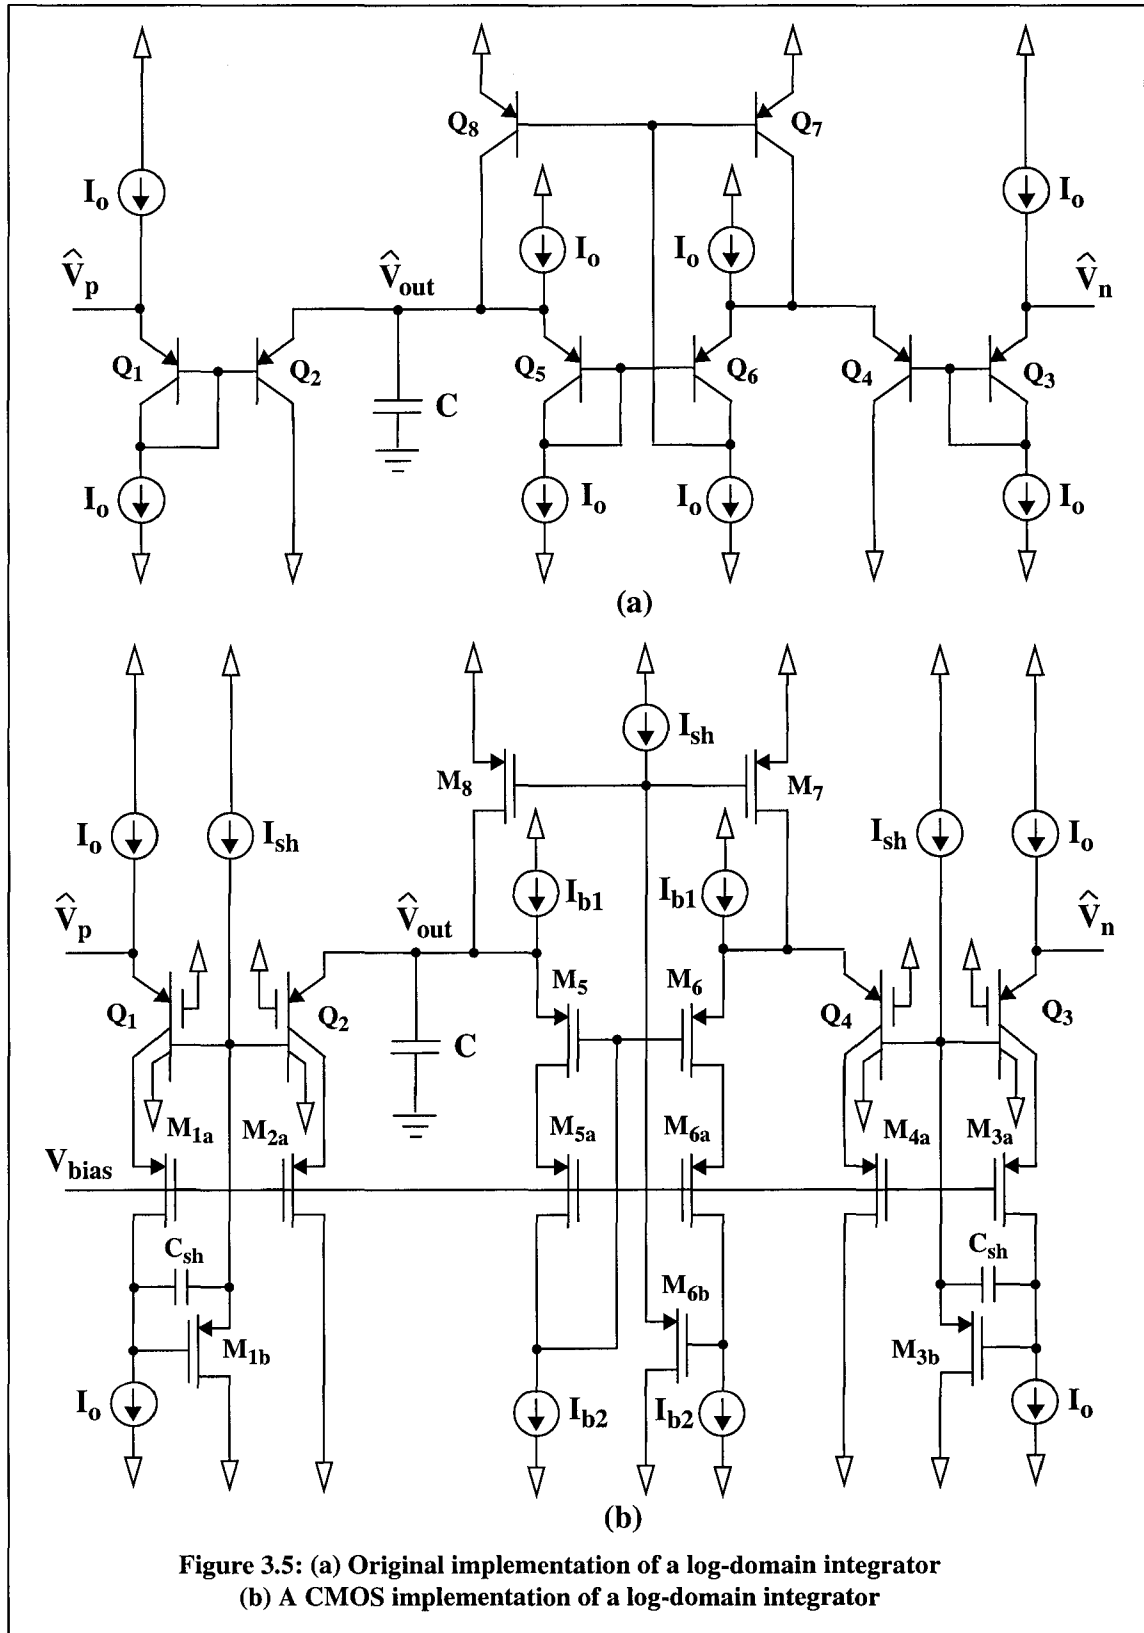 Q8
Q7
Io
Io
Io
Io
V̂p
V̂out
V̂n
Q1
Q2
Q5
Q6
Q4
Q3
C
Io
Io
Io
Io
(a)
Ish
M8
M7
Io
Ish
Ib1
Ib1
Ish
Io
V̂p
V̂out
V̂n
M5
M6
Q1
Q2
Q4
Q3
C
M1a
M2a
M5a
M6a
M4a
M3a
Vbias
Csh
Csh
M6b
M1b
M3b
Io
Ib2
Ib2
Io
(b)
Figure 3.5: (a) Original implementation of a log-domain integrator
(b) A CMOS implementation of a log-domain integrator